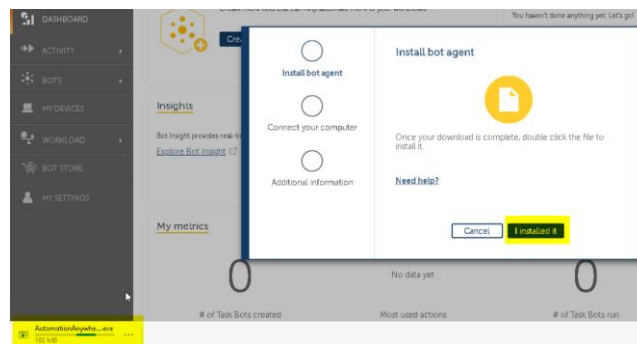 DASHBOARD
ACTIVITY
BOTS
MY DEVICES
WORKLOAD
BOT STORE
MY SETTINGS
You haven't done anything yet. Let's go!
Cre
Insights
Bot Insight provides real-ti
Explore Bot Insight
My metrics
0
# of Task Bots created
No data yet
Most used actions
0
# of Task Bots run
Install bot agent
Connect your computer
Additional information
Install bot agent
Once your download is complete, double click the file to
install it.
Need help?
Cancel
I installed it
AutomationAnywhe....exe
182 MB
...